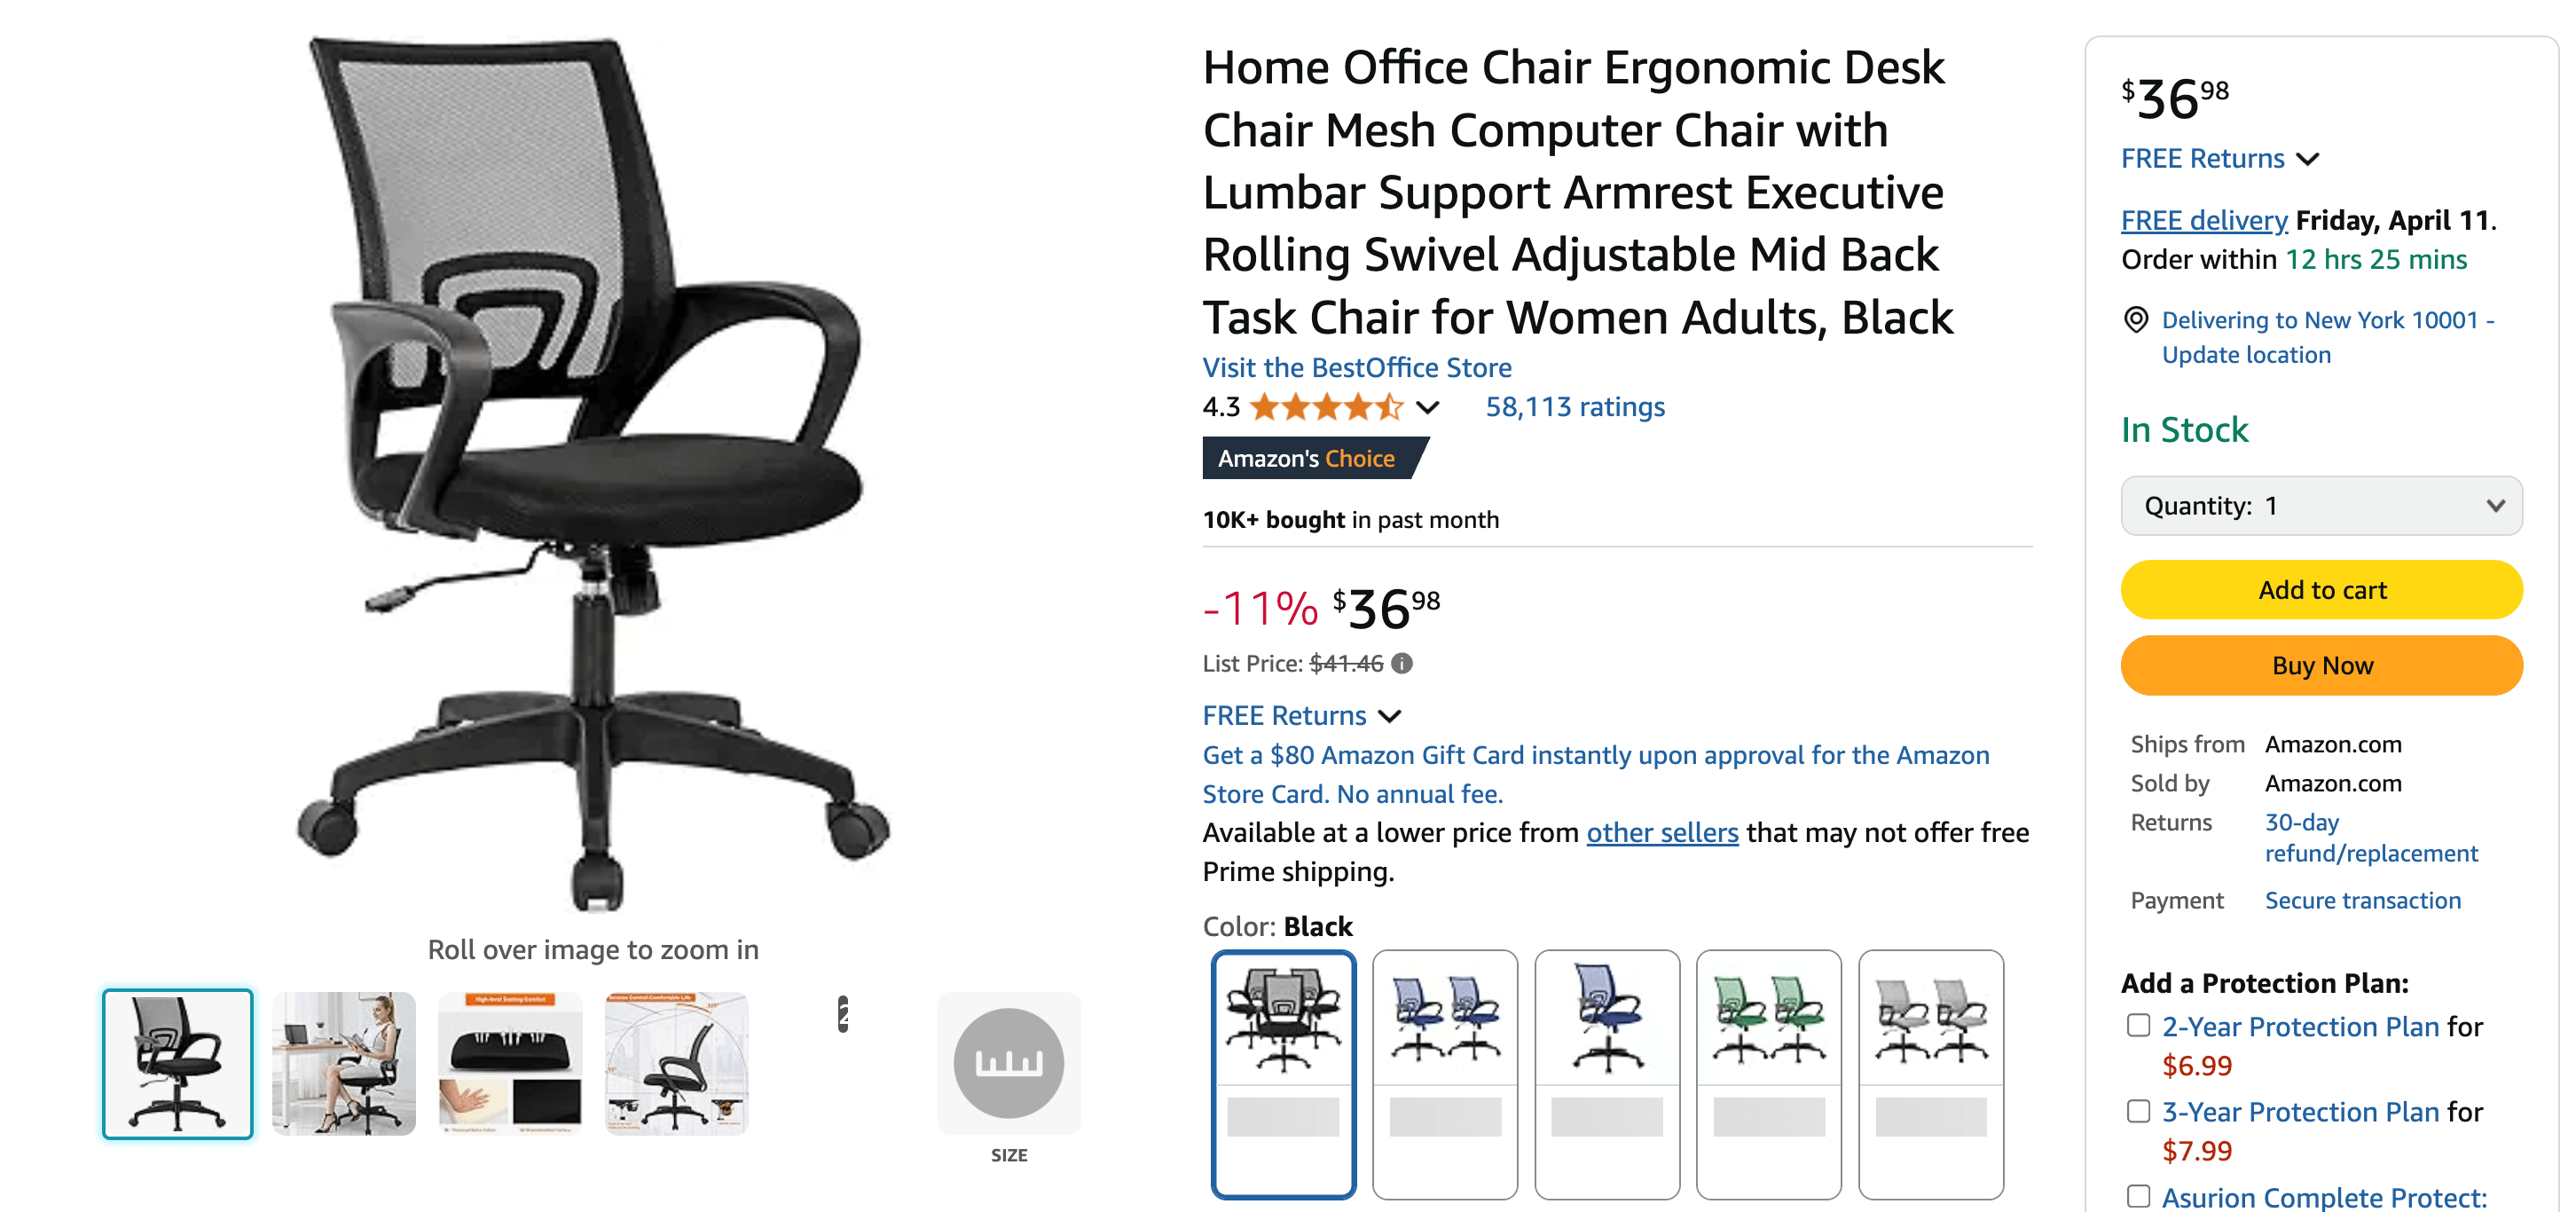 Home Office Chair Ergonomic Desk
Chair Mesh Computer Chair with
Lumbar Support Armrest Executive
Rolling Swivel Adjustable Mid Back
Task Chair for Women Adults, Black
Visit the BestOffice Store
4.3
58,113 ratings
Amazon's Choice
10K+ bought in past month
-11% $36 98
List Price: $41.46
FREE Returns
Get a $80 Amazon Gift Card instantly upon approval for the Amazon
Store Card. No annual fee.
Available at a lower price from other sellers that may not offer free
Prime shipping.
Color: Black
Roll over image to zoom in
High-level Seating Comfort
SIZE
$36 98
FREE Returns
FREE delivery Friday, April 11.
Order within 12 hrs 25 mins
Delivering to New York 10001 -
Update location
In Stock
Quantity: 1
Add to cart
Buy Now
Ships from Amazon.com
Sold by Amazon.com
Returns 30-day
refund/replacement
Payment Secure transaction
Add a Protection Plan:
2-Year Protection Plan for
$6.99
3-Year Protection Plan for
$7.99
Asurion Complete Protect: